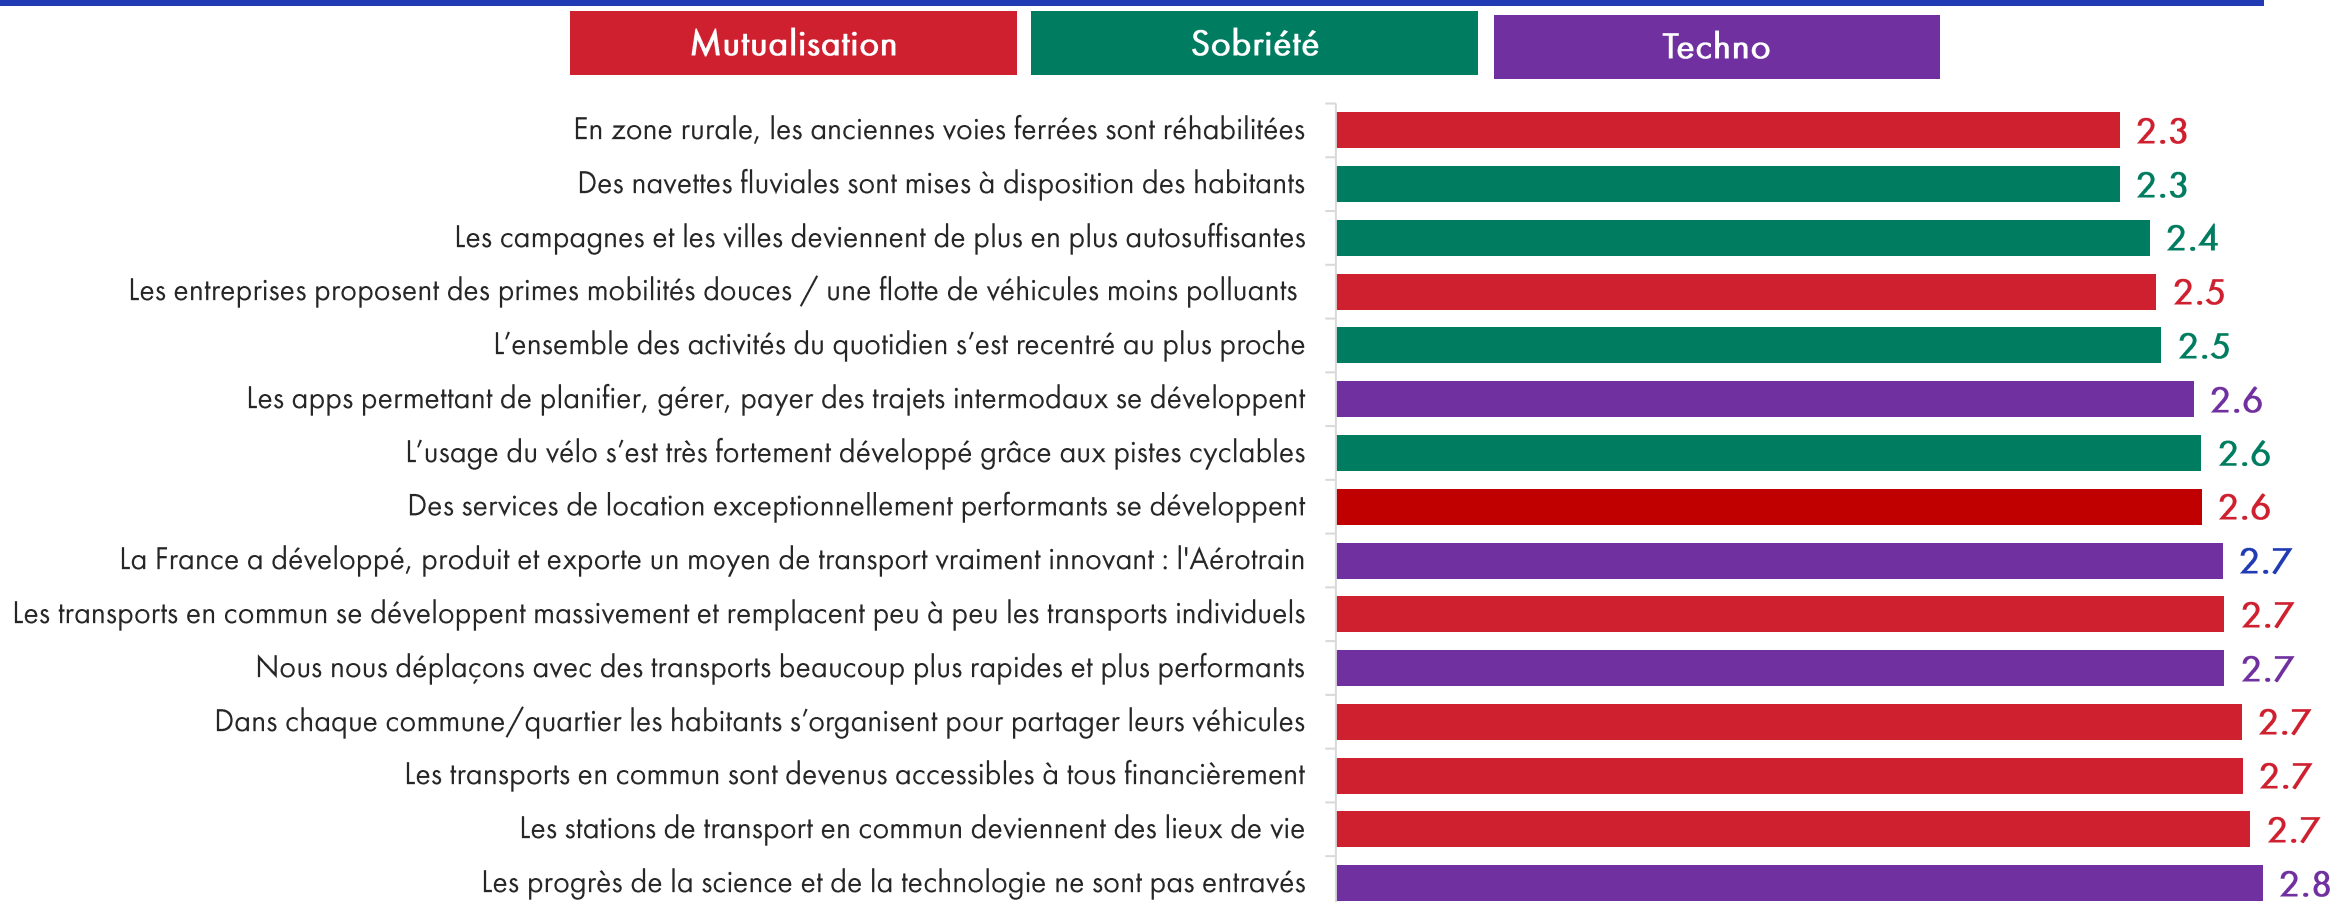 Mutualisation Sobriété Techno
En zone rurale, les anciennes voies ferrées sont réhabilitées 2.3
Des navettes fluviales sont mises à disposition des habitants 2.3
Les campagnes et les villes deviennent de plus en plus autosuffisantes 2.4
Les entreprises proposent des primes mobilités douces / une flotte de véhicules moins polluants 2.5
L’ensemble des activités du quotidien s’est recentré au plus proche 2.5
Les apps permettant de planifier, gérer, payer des trajets intermodaux se développent 2.6
L’usage du vélo s’est très fortement développé grâce aux pistes cyclables 2.6
Des services de location exceptionnellement performants se développent 2.6
La France a développé, produit et exporte un moyen de transport vraiment innovant : l'Aérotrain 2.7
Les transports en commun se développent massivement et remplacent peu à peu les transports individuels 2.7
Nous nous déplaçons avec des transports beaucoup plus rapides et plus performants 2.7
Dans chaque commune/quartier les habitants s’organisent pour partager leurs véhicules 2.7
Les transports en commun sont devenus accessibles à tous financièrement 2.7
Les stations de transport en commun deviennent des lieux de vie 2.7
Les progrès de la science et de la technologie ne sont pas entravés 2.8